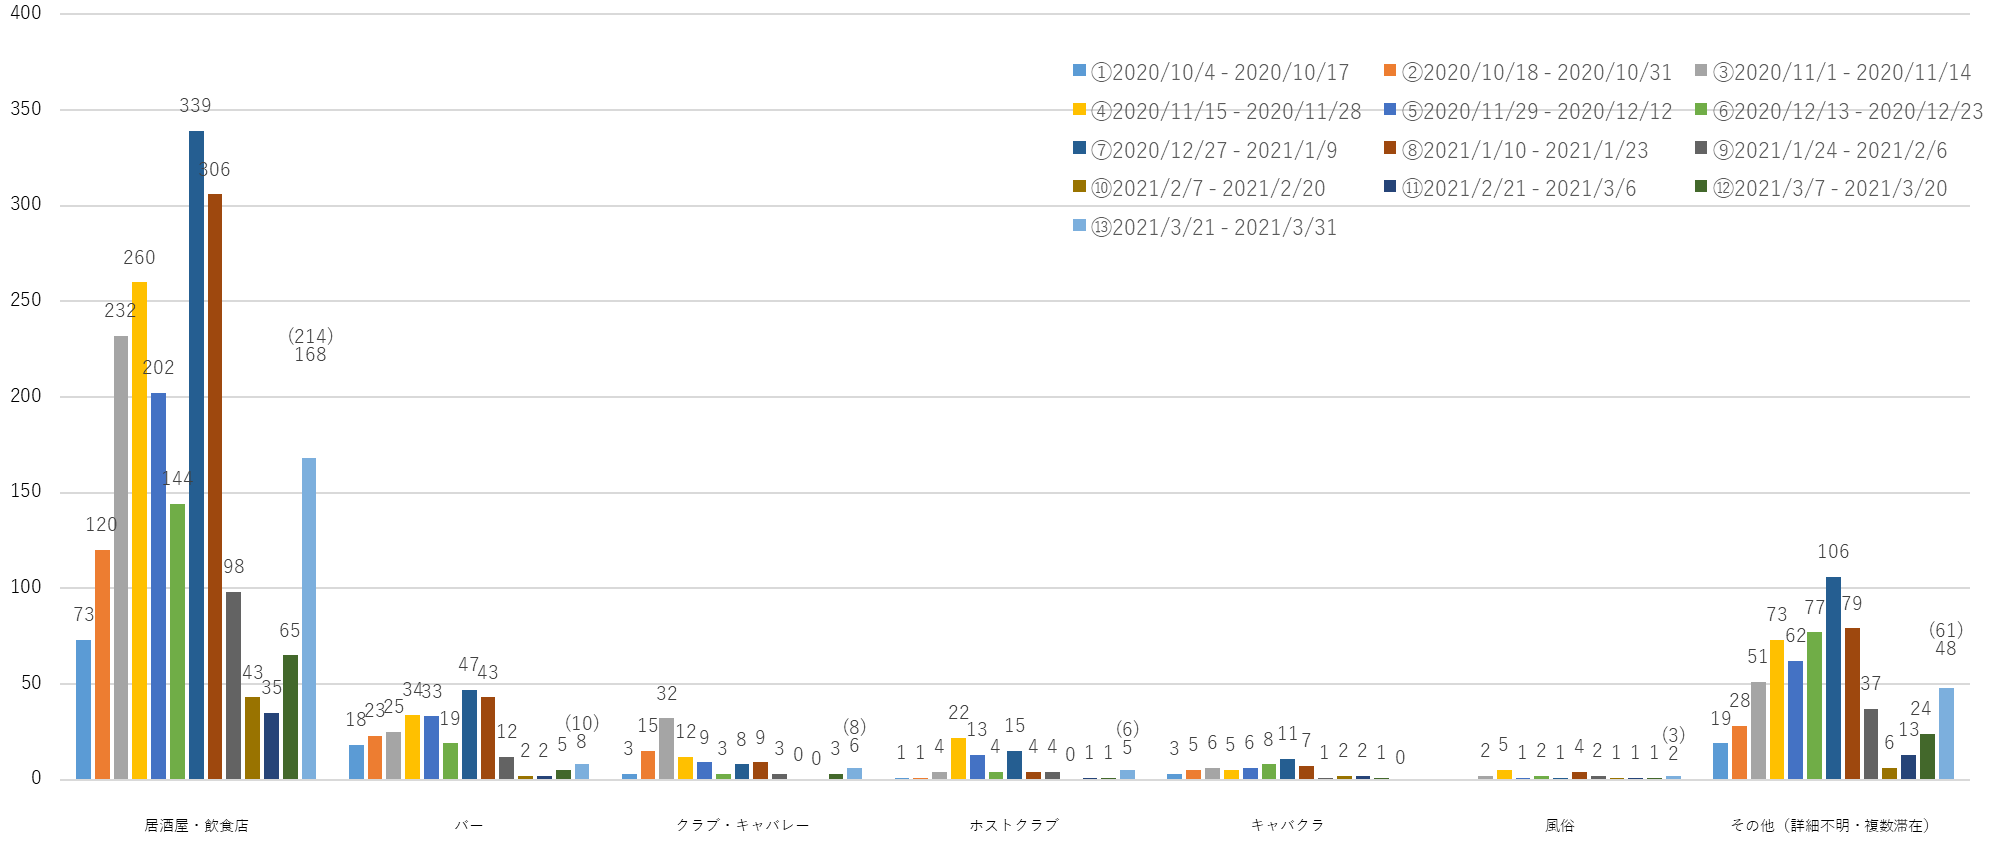 400
350
300
250
200
150
100
50
0
①2020/10/4 - 2020/10/17 ②2020/10/18 - 2020/10/31 ③2020/11/1 - 2020/11/14
④2020/11/15 - 2020/11/28 ⑤2020/11/29 - 2020/12/12 ⑥2020/12/13 - 2020/12/23
⑦2020/12/27 - 2021/1/9 ⑧2021/1/10 - 2021/1/23 ⑨2021/1/24 - 2021/2/6
⑩2021/2/7 - 2021/2/20 ⑪2021/2/21 - 2021/3/6 ⑫2021/3/7 - 2021/3/20
⑬2021/3/21 - 2021/3/31
73 120 232 260 202 144 339 306 98 43 35 65 (214) 168
18 23 25 34 33 19 47 43 12 2 2 5 (10) 8
3 15 32 12 9 3 8 9 3 0 0 3 (8) 6
1 1 4 22 13 4 15 4 4 0 1 1 (6) 5
3 5 6 5 6 8 11 7 1 2 2 1 0
2 5 1 2 1 4 2 1 1 1 (3) 2
19 28 51 73 62 77 106 79 37 6 13 24 (61) 48
居酒屋・飲食店 バー クラブ・キャバレー ホストクラブ キャバクラ 風俗 その他（詳細不明・複数滞在）